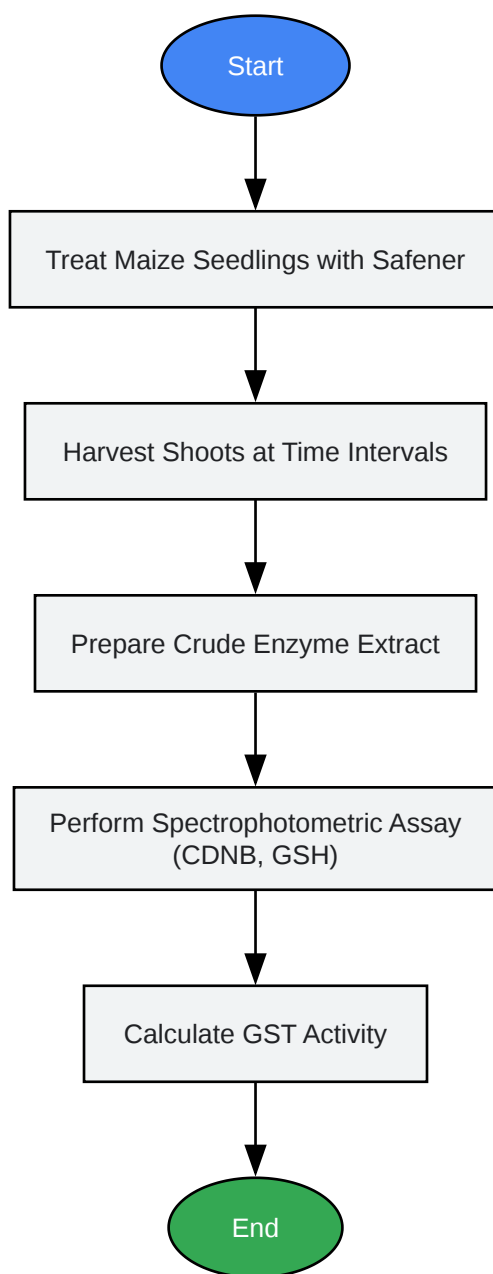 Start
Treat Maize Seedlings with Safener
Harvest Shoots at Time Intervals
Prepare Crude Enzyme Extract
Perform Spectrophotometric Assay
(CDNB, GSH)
Calculate GST Activity
End